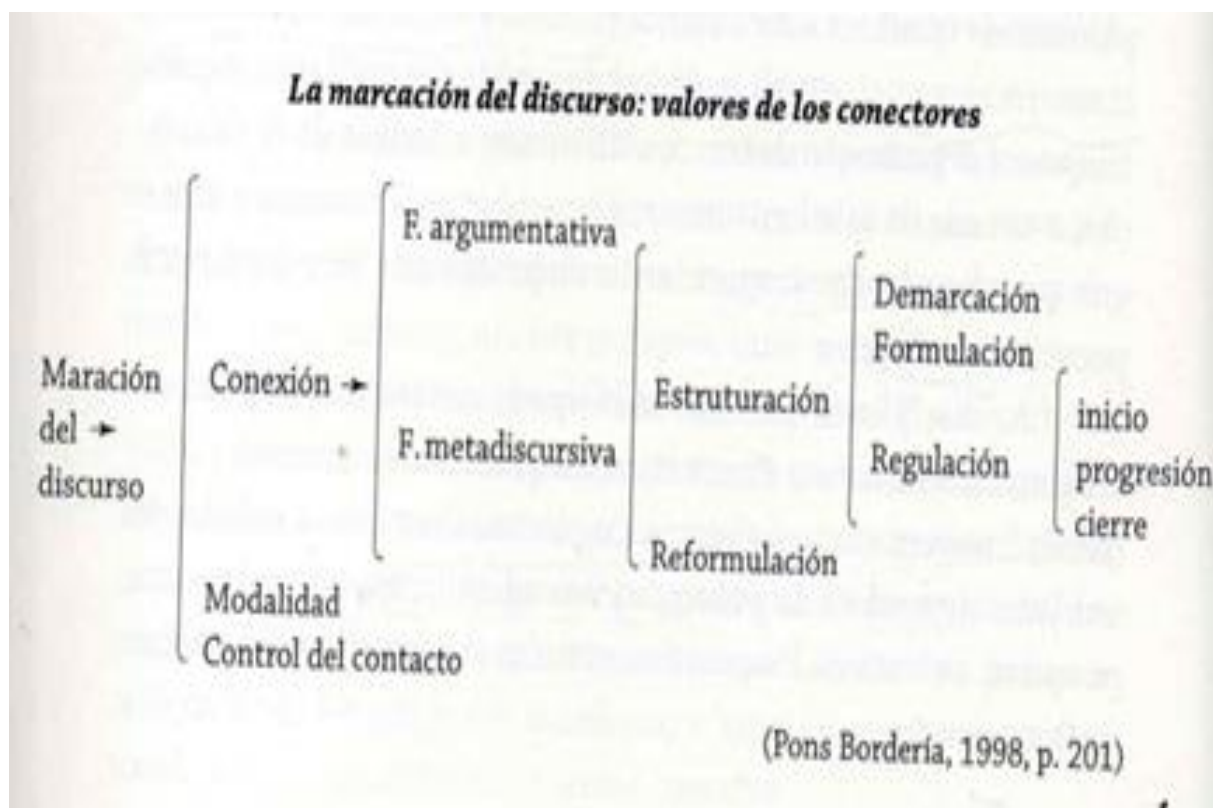 La marcación del discurso: valores de los conectores
F. argumentativa
Demarcación
Formulación
Maración
del →
discurso
Conexión →
Estruturación
inicio
F. metadiscursiva
Regulación
progresión
cierre
Reformulación
Modalidad
Control del contacto
(Pons Bordería, 1998, p. 201)